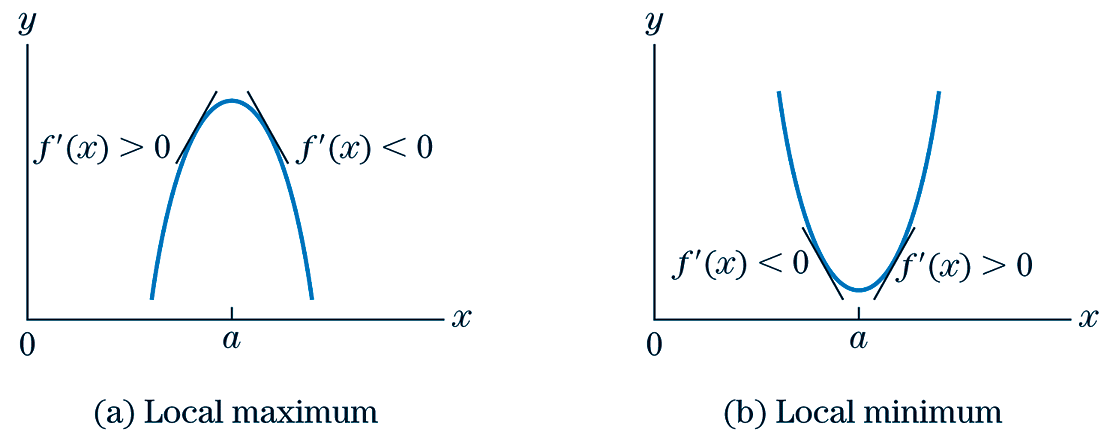 y
f′(x) > 0
f′(x) < 0
x
0
a
(a) Local maximum
y
f′(x) < 0
f′(x) > 0
x
0
a
(b) Local minimum